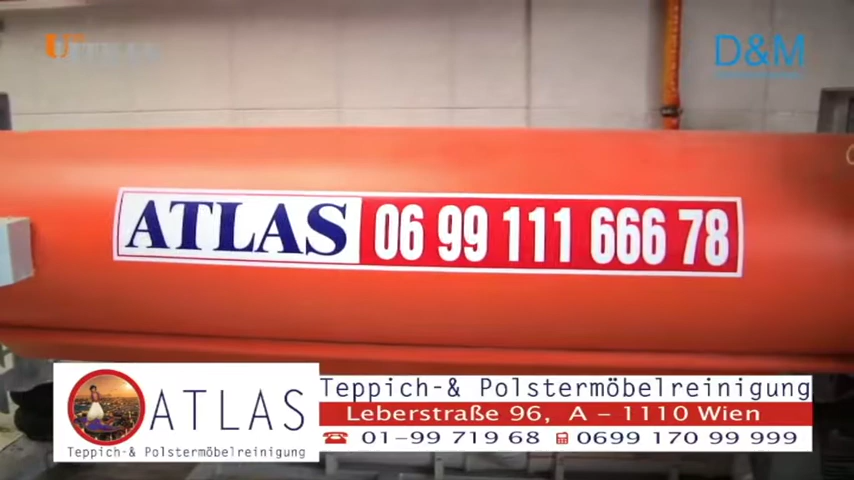 D&M
ATLAS 06 99 111 666 78
ATLAS
Teppich-& Polstermöbelreinigung
Teppich-& Polstermöbelreinigung
Leberstraße 96, A – 1110 Wien
01–99 719 68 0699 170 99 999